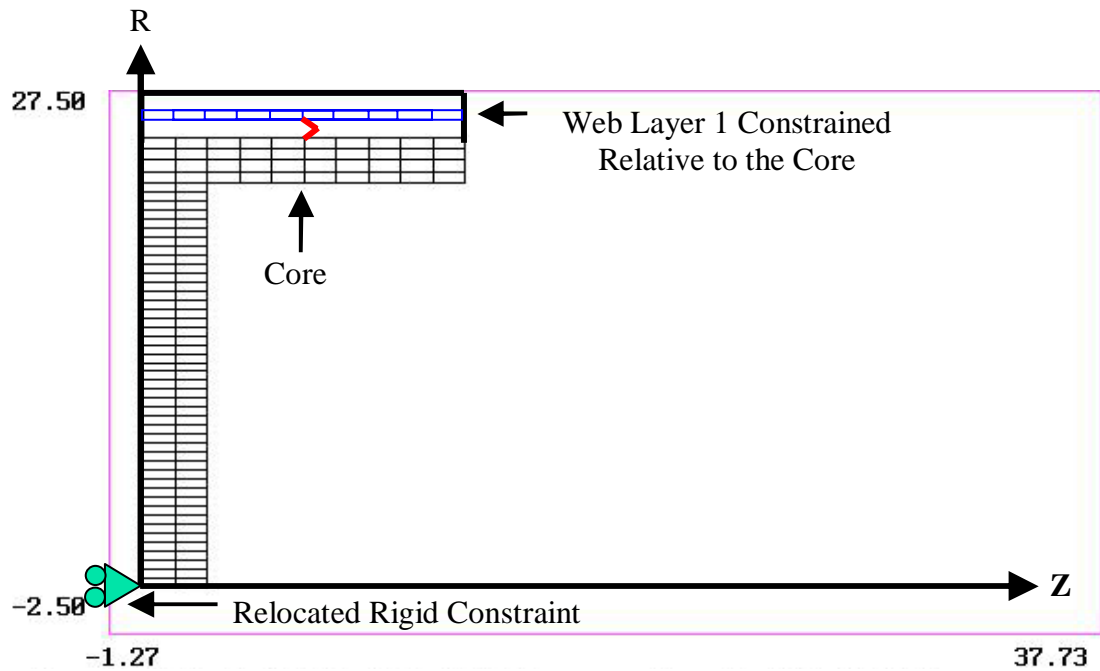 R
27.50
Web Layer 1 Constrained
Relative to the Core
Core
Z
-2.50
Relocated Rigid Constraint
-1.27
37.73